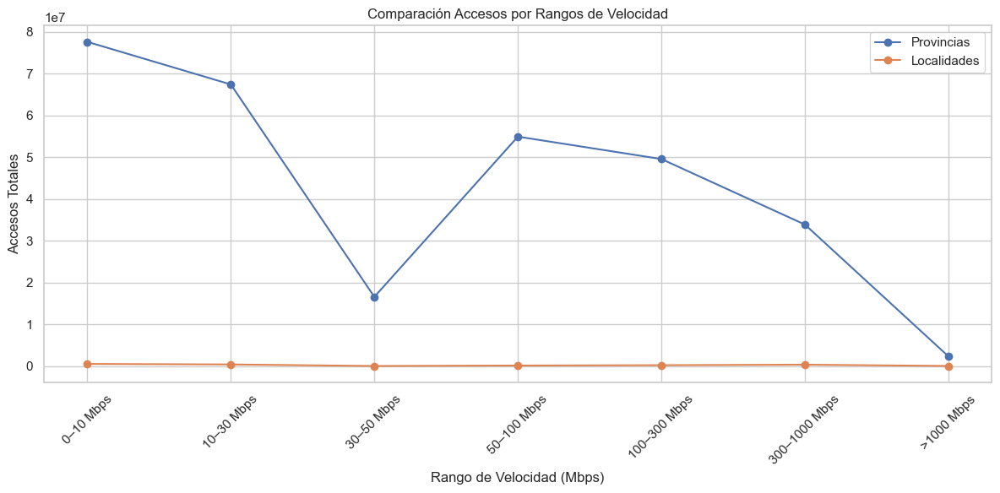 Comparación Accesos por Rangos de Velocidad
1e7
Provincias
Localidades
8
7
6
5
4
3
2
1
0
Accesos Totales
0–10 Mbps
10–30 Mbps
30–50 Mbps
50–100 Mbps
100–300 Mbps
300–1000 Mbps
>1000 Mbps
Rango de Velocidad (Mbps)